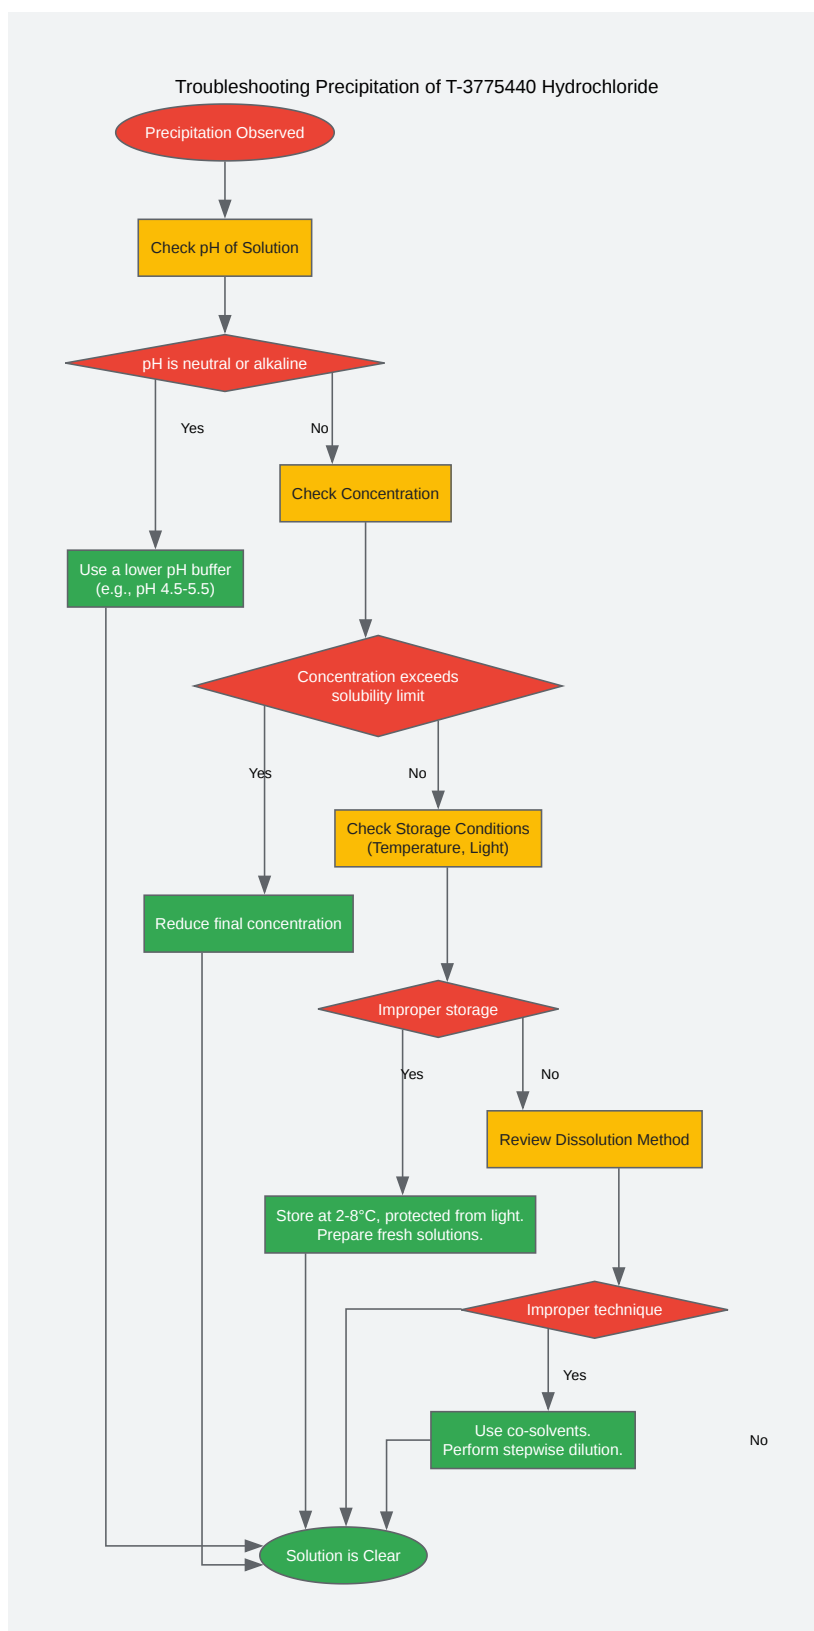 Troubleshooting Precipitation of T-3775440 Hydrochloride
Precipitation Observed
Check pH of Solution
pH is neutral or alkaline
Yes
No
Check Concentration
Use a lower pH buffer
(e.g., pH 4.5-5.5)
Concentration exceeds
solubility limit
Yes
No
Check Storage Conditions
(Temperature, Light)
Reduce final concentration
Improper storage
Yes
No
Review Dissolution Method
Store at 2-8°C, protected from light.
Prepare fresh solutions.
Improper technique
Yes
Use co-solvents.
Perform stepwise dilution.
No
Solution is Clear